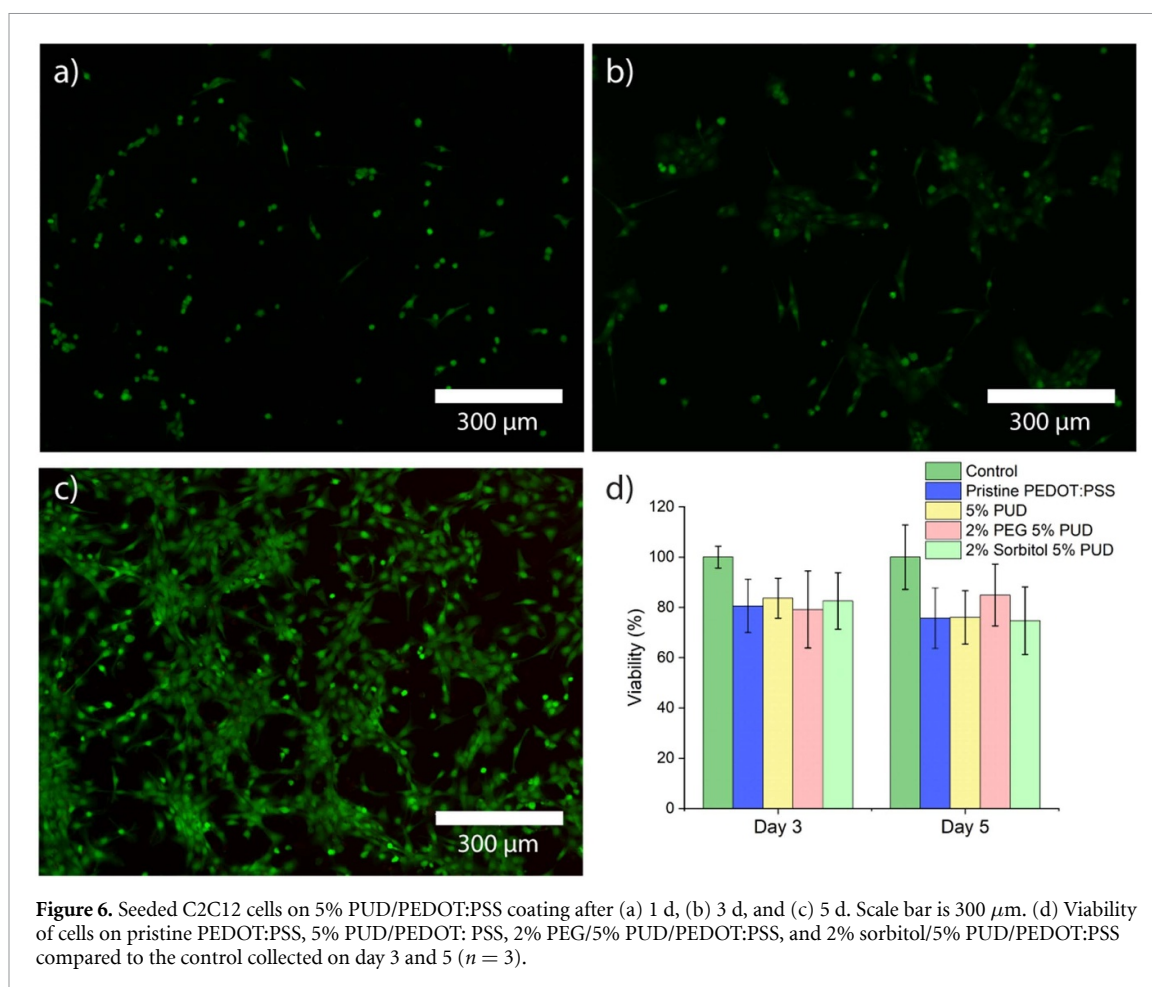 a)
300 μm
b)
300 μm
c)
300 μm
d)
Control
Pristine PEDOT:PSS
5% PUD
2% PEG 5% PUD
2% Sorbitol 5% PUD
120
100
80
60
40
20
0
Viability (%)
Day 3
Day 5
Figure 6. Seeded C2C12 cells on 5% PUD/PEDOT:PSS coating after (a) 1 d, (b) 3 d, and (c) 5 d. Scale bar is 300 μm. (d) Viability
of cells on pristine PEDOT:PSS, 5% PUD/PEDOT: PSS, 2% PEG/5% PUD/PEDOT:PSS, and 2% sorbitol/5% PUD/PEDOT:PSS
compared to the control collected on day 3 and 5 (n = 3).